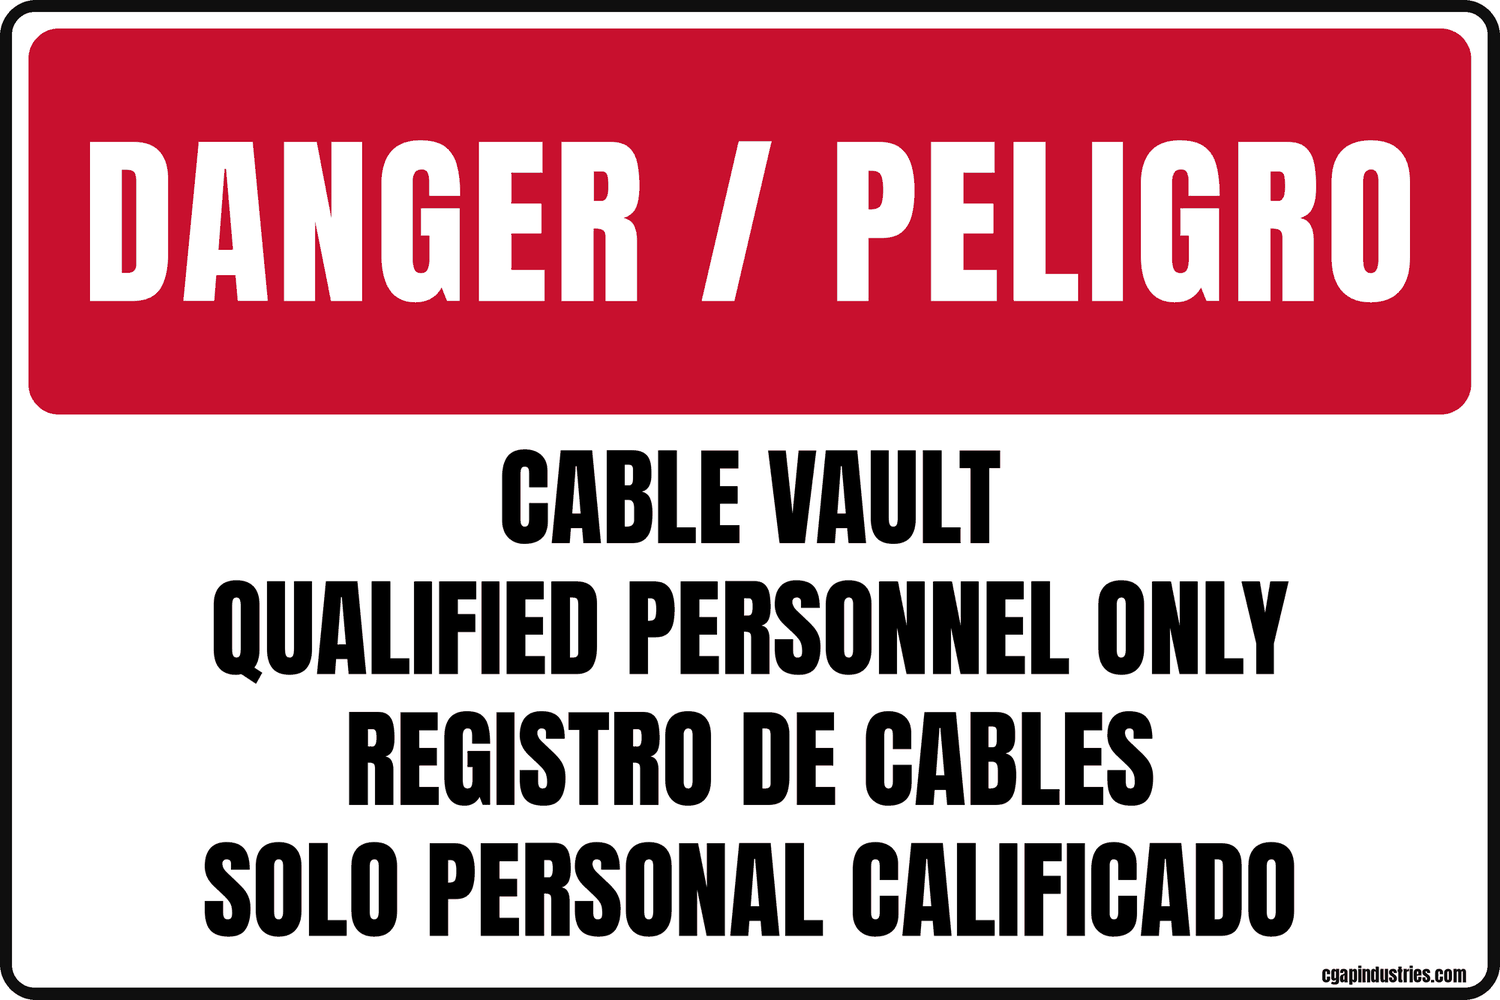 DANGER / PELIGRO
CABLE VAULT
QUALIFIED PERSONNEL ONLY
REGISTRO DE CABLES
SOLO PERSONAL CALIFICADO
cgapindustries.com